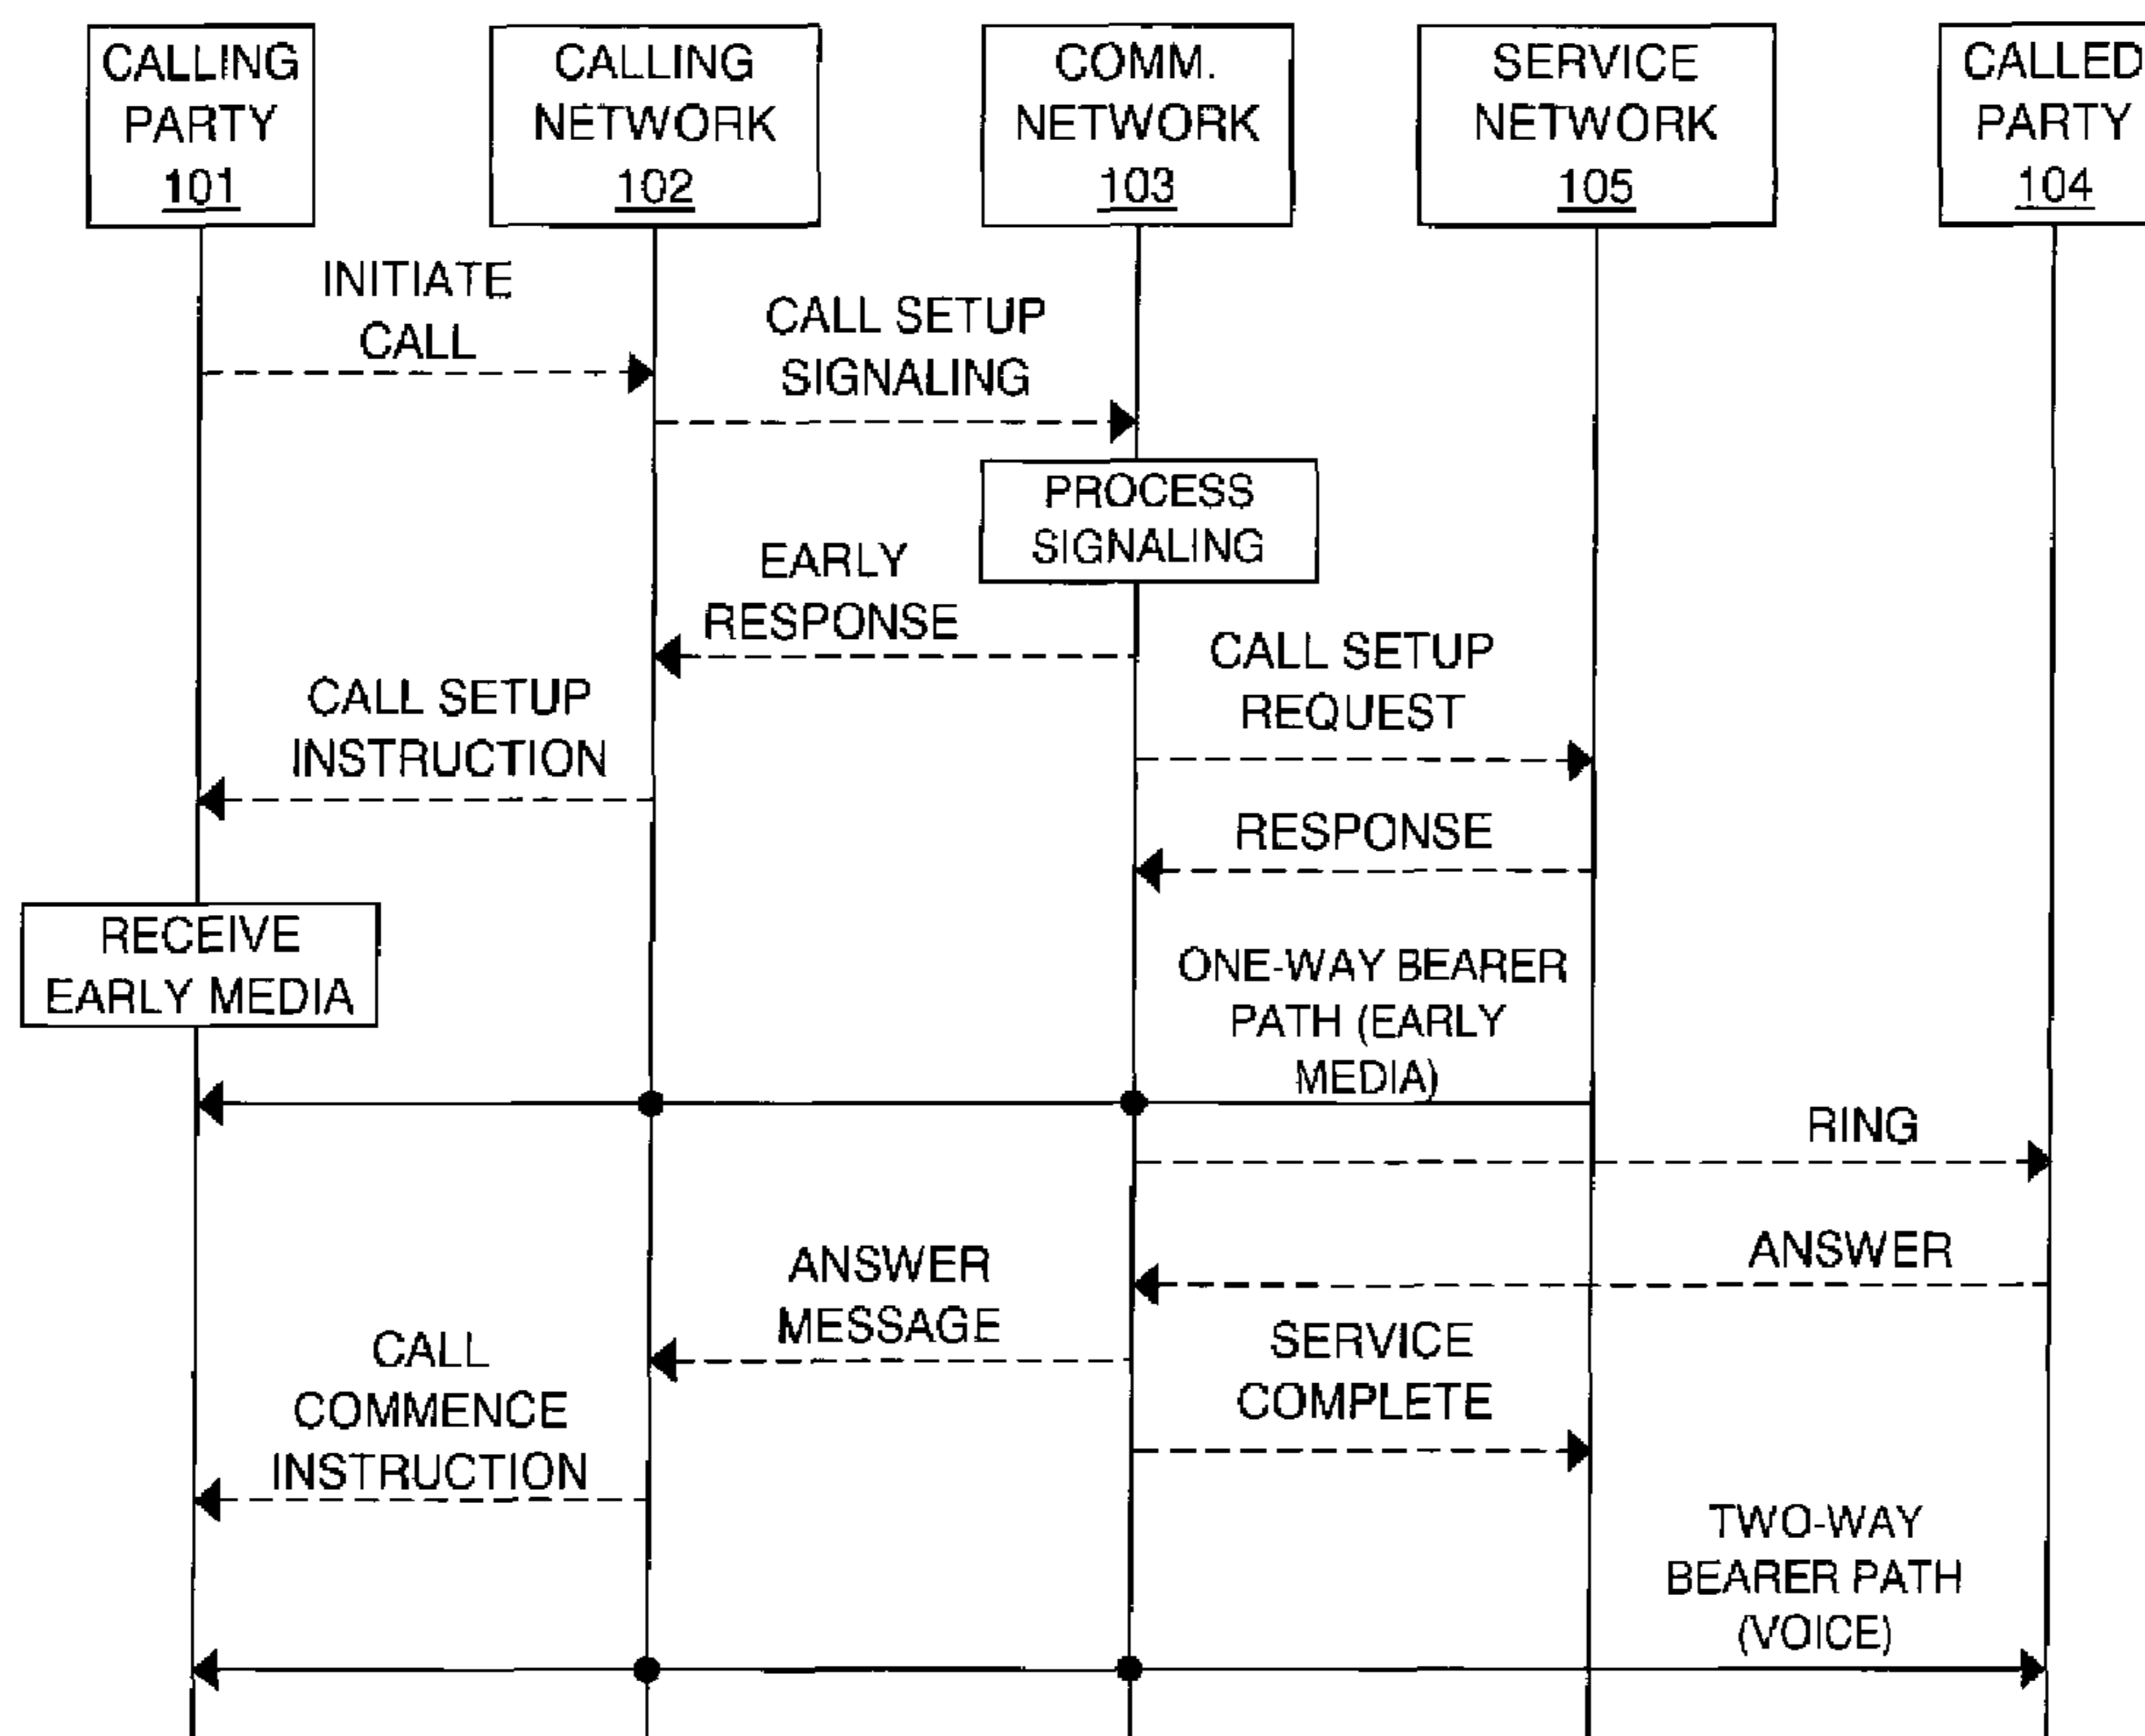 CALLING
PARTY
101
CALLING
NETWORK
102
COMM.
NETWORK
103
SERVICE
NETWORK
105
CALLED
PARTY
104
INITIATE
CALL
CALL SETUP
SIGNALING
PROCESS
SIGNALING
EARLY
RESPONSE
CALL SETUP
REQUEST
CALL SETUP
INSTRUCTION
RESPONSE
RECEIVE
EARLY MEDIA
ONE-WAY BEARER
PATH (EARLY
MEDIA)
RING
ANSWER
ANSWER
MESSAGE
SERVICE
COMPLETE
CALL
COMMENCE
INSTRUCTION
TWO-WAY
BEARER PATH
(VOICE)